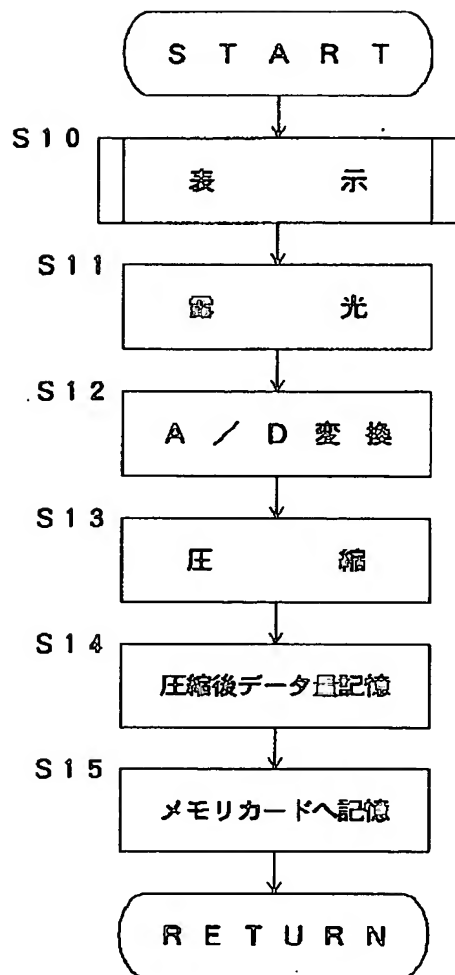 START
S10
表示
S11
露光
S12
A/D変換
S13
圧縮
S14
圧縮後データ量記憶
S15
メモリカードへ記憶
RETURN